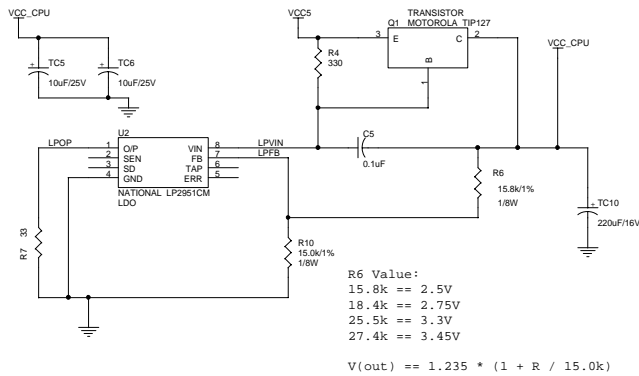 VCC_CPU
TC5
10uF/25V
TC6
10uF/25V
VCC5
TRANSISTOR
Q1 MOTOROLA TIP127
3 E C 2
B
1
R4
330
VCC_CPU
U2
LPOP 1 O/P VIN 8 LPVIN
2 SEN FB 7 LPFB
3 SD TAP 6
4 GND ERR 5
NATIONAL LP2951CM
LDO
C5
0.1uF
R6
15.8k/1%
1/8W
TC10
220uF/16V
R7 33
R10
15.0k/1%
1/8W
R6 Value:
15.8k == 2.5V
18.4k == 2.75V
25.5k == 3.3V
27.4k == 3.45V
V(out) == 1.235 * (1 + R / 15.0k)